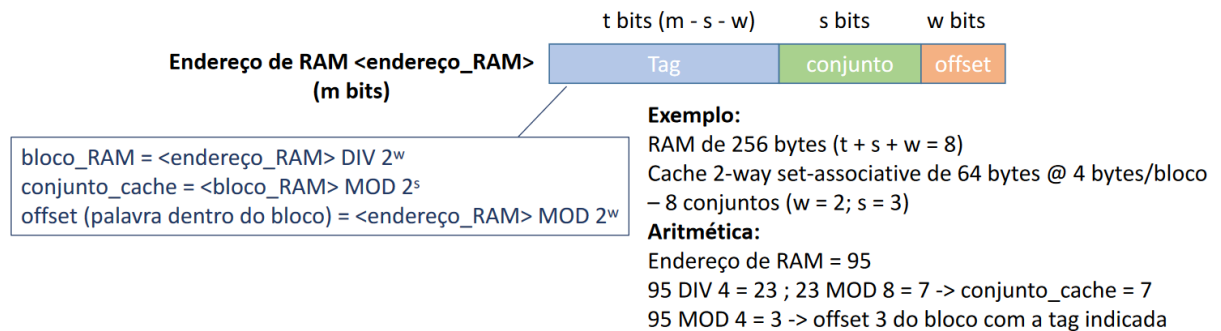 t bits (m - s - w) s bits w bits
Endereço de RAM <endereço_RAM> Tag conjunto offset
(m bits)
bloco_RAM = <endereço_RAM> DIV 2ʷ
conjunto_cache = <bloco_RAM> MOD 2ˢ
offset (palavra dentro do bloco) = <endereço_RAM> MOD 2ʷ
Exemplo:
RAM de 256 bytes (t + s + w = 8)
Cache 2-way set-associative de 64 bytes @ 4 bytes/bloco
– 8 conjuntos (w = 2; s = 3)
Aritmética:
Endereço de RAM = 95
95 DIV 4 = 23 ; 23 MOD 8 = 7 -> conjunto_cache = 7
95 MOD 4 = 3 -> offset 3 do bloco com a tag indicada